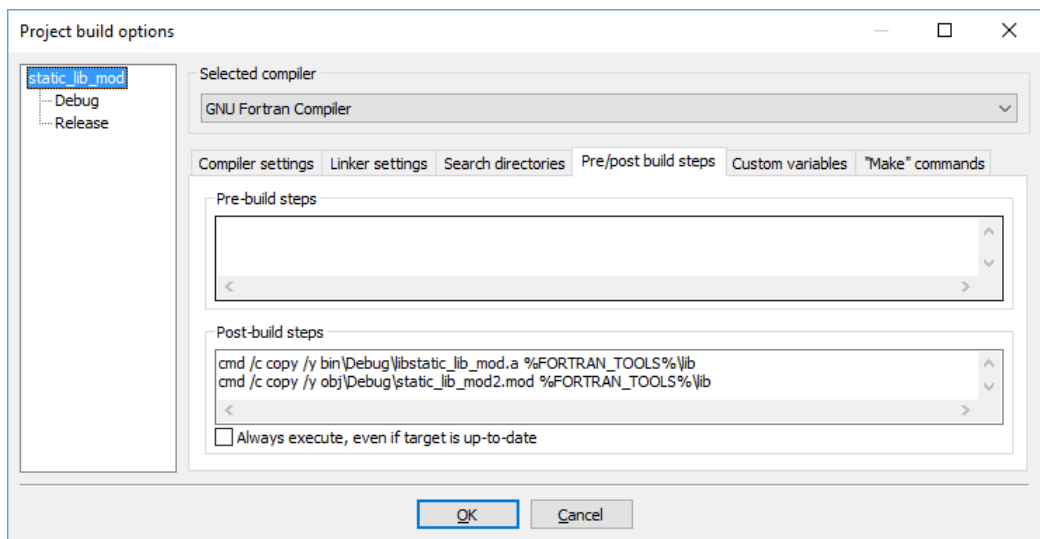 Project build options
static_lib_mod
Debug
Release
Selected compiler
GNU Fortran Compiler
Compiler settings Linker settings Search directories Pre/post build steps Custom variables "Make" commands
Pre-build steps
Post-build steps
cmd /c copy /y bin\Debug\libstatic_lib_mod.a %FORTRAN_TOOLS%\lib
cmd /c copy /y obj\Debug\static_lib_mod2.mod %FORTRAN_TOOLS%\lib
Always execute, even if target is up-to-date
OK Cancel